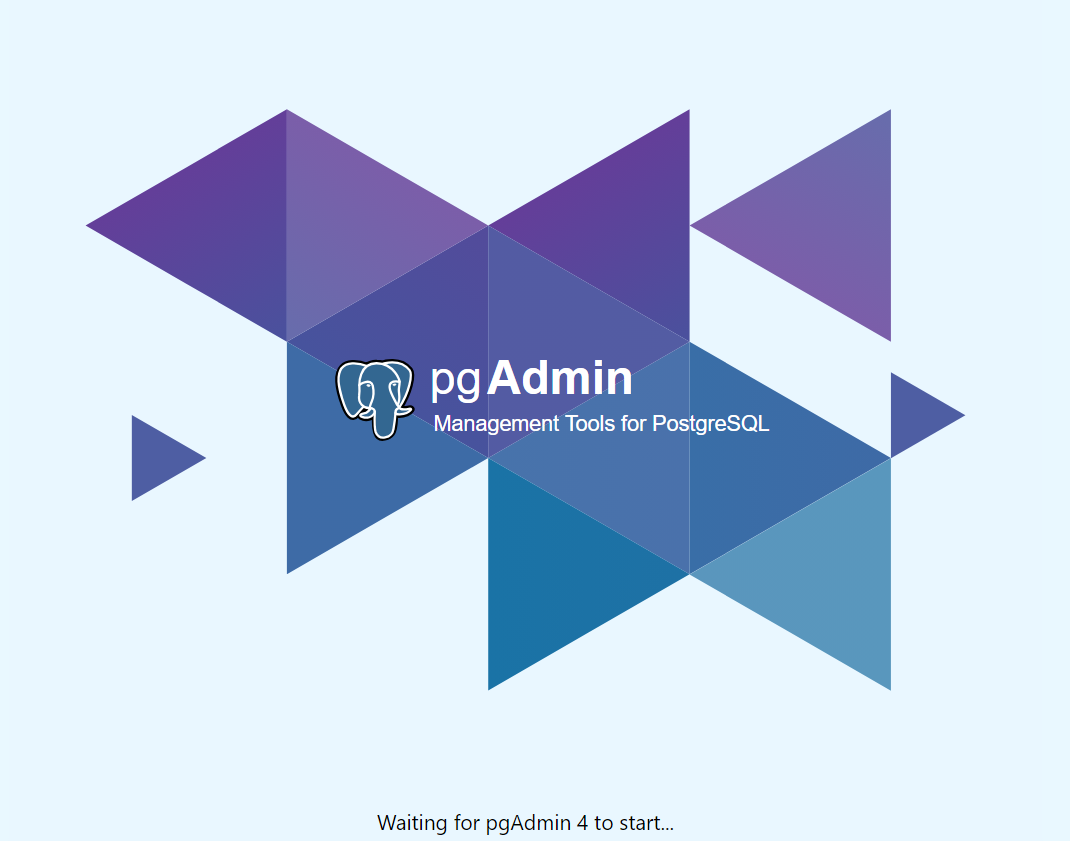 pgAdmin
Management Tools for PostgreSQL
Waiting for pgAdmin 4 to start...